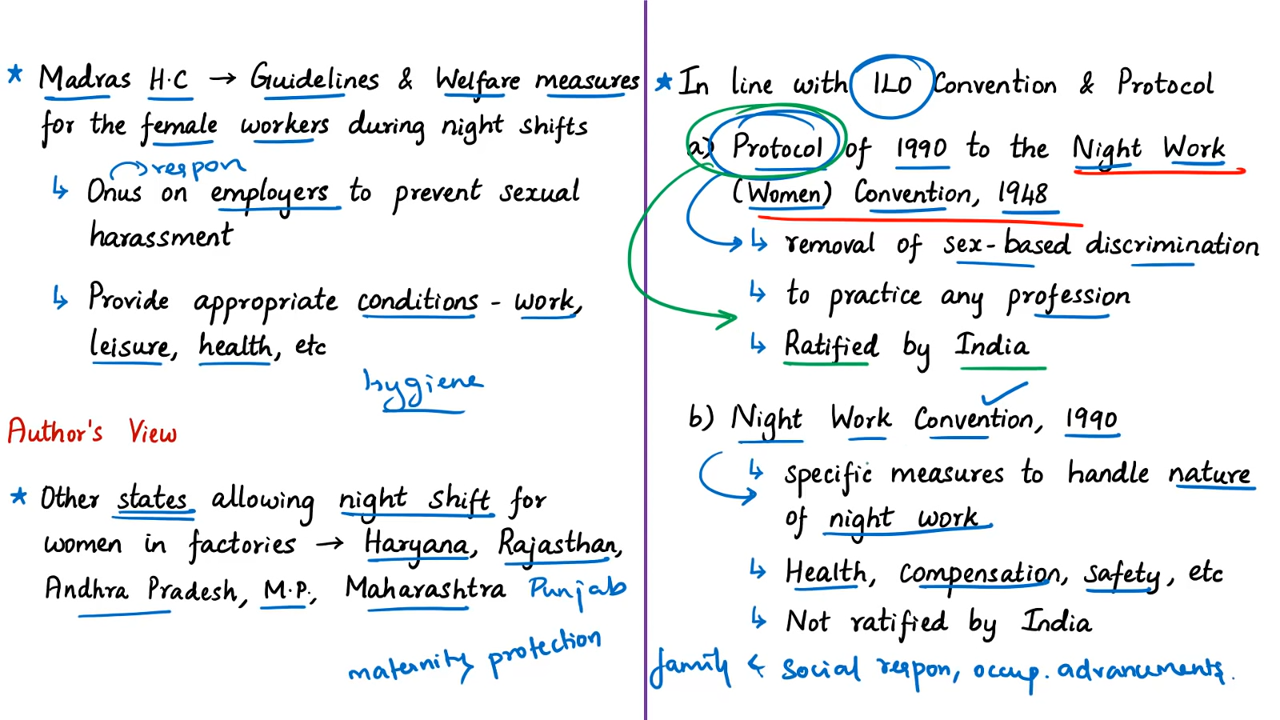 * Madras H.C → Guidelines & Welfare measures
for the female workers during night shifts
respon
↳ Onus on employers to prevent sexual
harassment
↳ Provide appropriate conditions - work,
leisure, health, etc
hygiene
Author's View
* Other states allowing night shift for
women in factories → Haryana, Rajasthan,
Andhra Pradesh, M.P., Maharashtra Punjab
maternity protection
* In line with ILO Convention & Protocol
a) Protocol of 1990 to the Night Work
(Women) Convention, 1948
↳ removal of sex-based discrimination
↳ to practice any profession
↳ Ratified by India
b) Night Work Convention, 1990
↳ specific measures to handle nature
of night work
↳ Health, compensation, safety, etc
↳ Not ratified by India
family & social respon, occup. advancements.